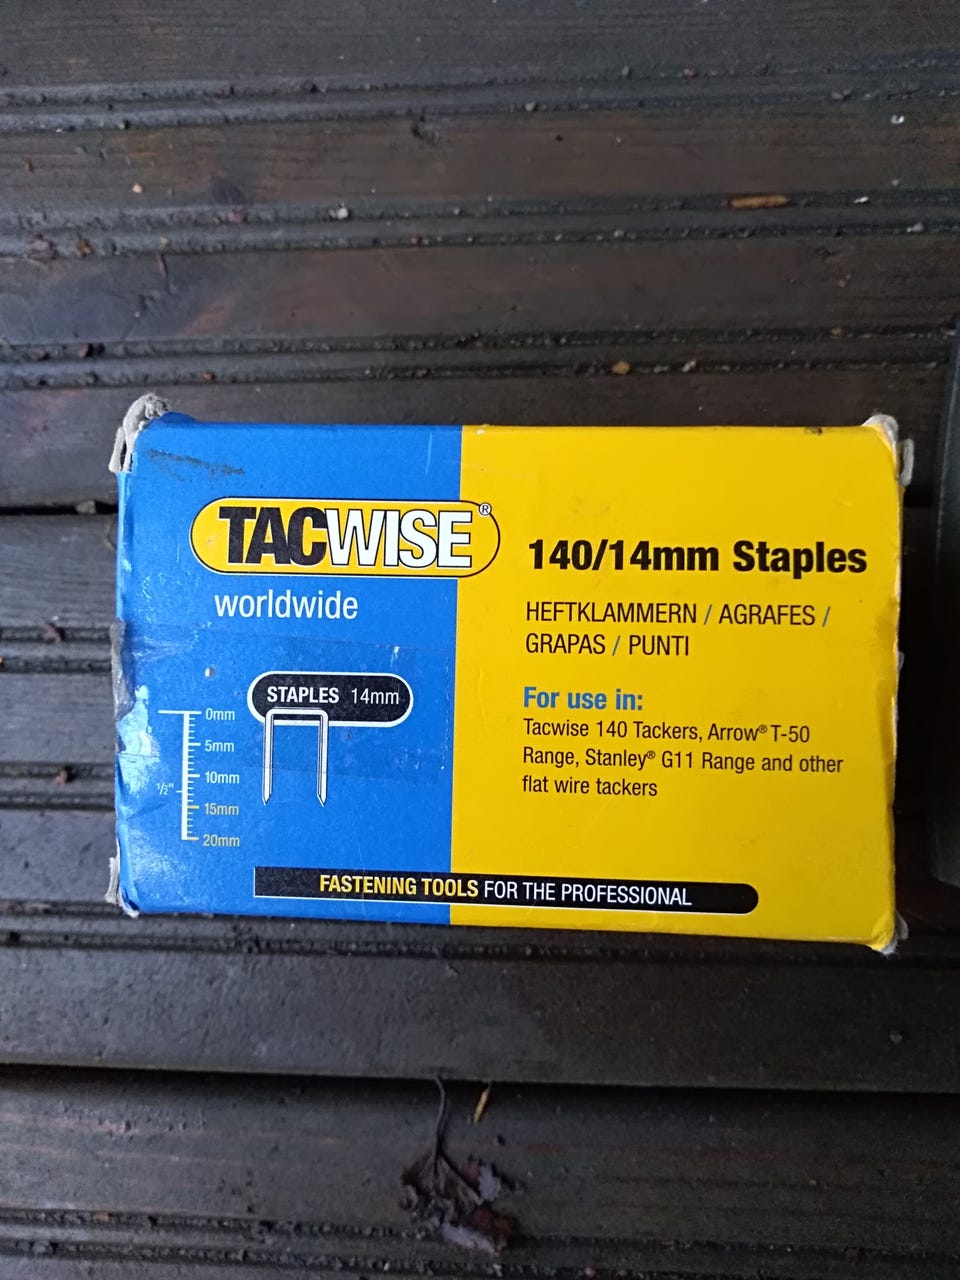 TACWISE®
worldwide
STAPLES 14mm
0mm
5mm
10mm
1/2"
15mm
20mm
140/14mm Staples
HEFTKLAMMERN / AGRAFES /
GRAPAS / PUNTI
For use in:
Tacwise 140 Tackers, Arrow® T-50
Range, Stanley® G11 Range and other
flat wire tackers
FASTENING TOOLS FOR THE PROFESSIONAL